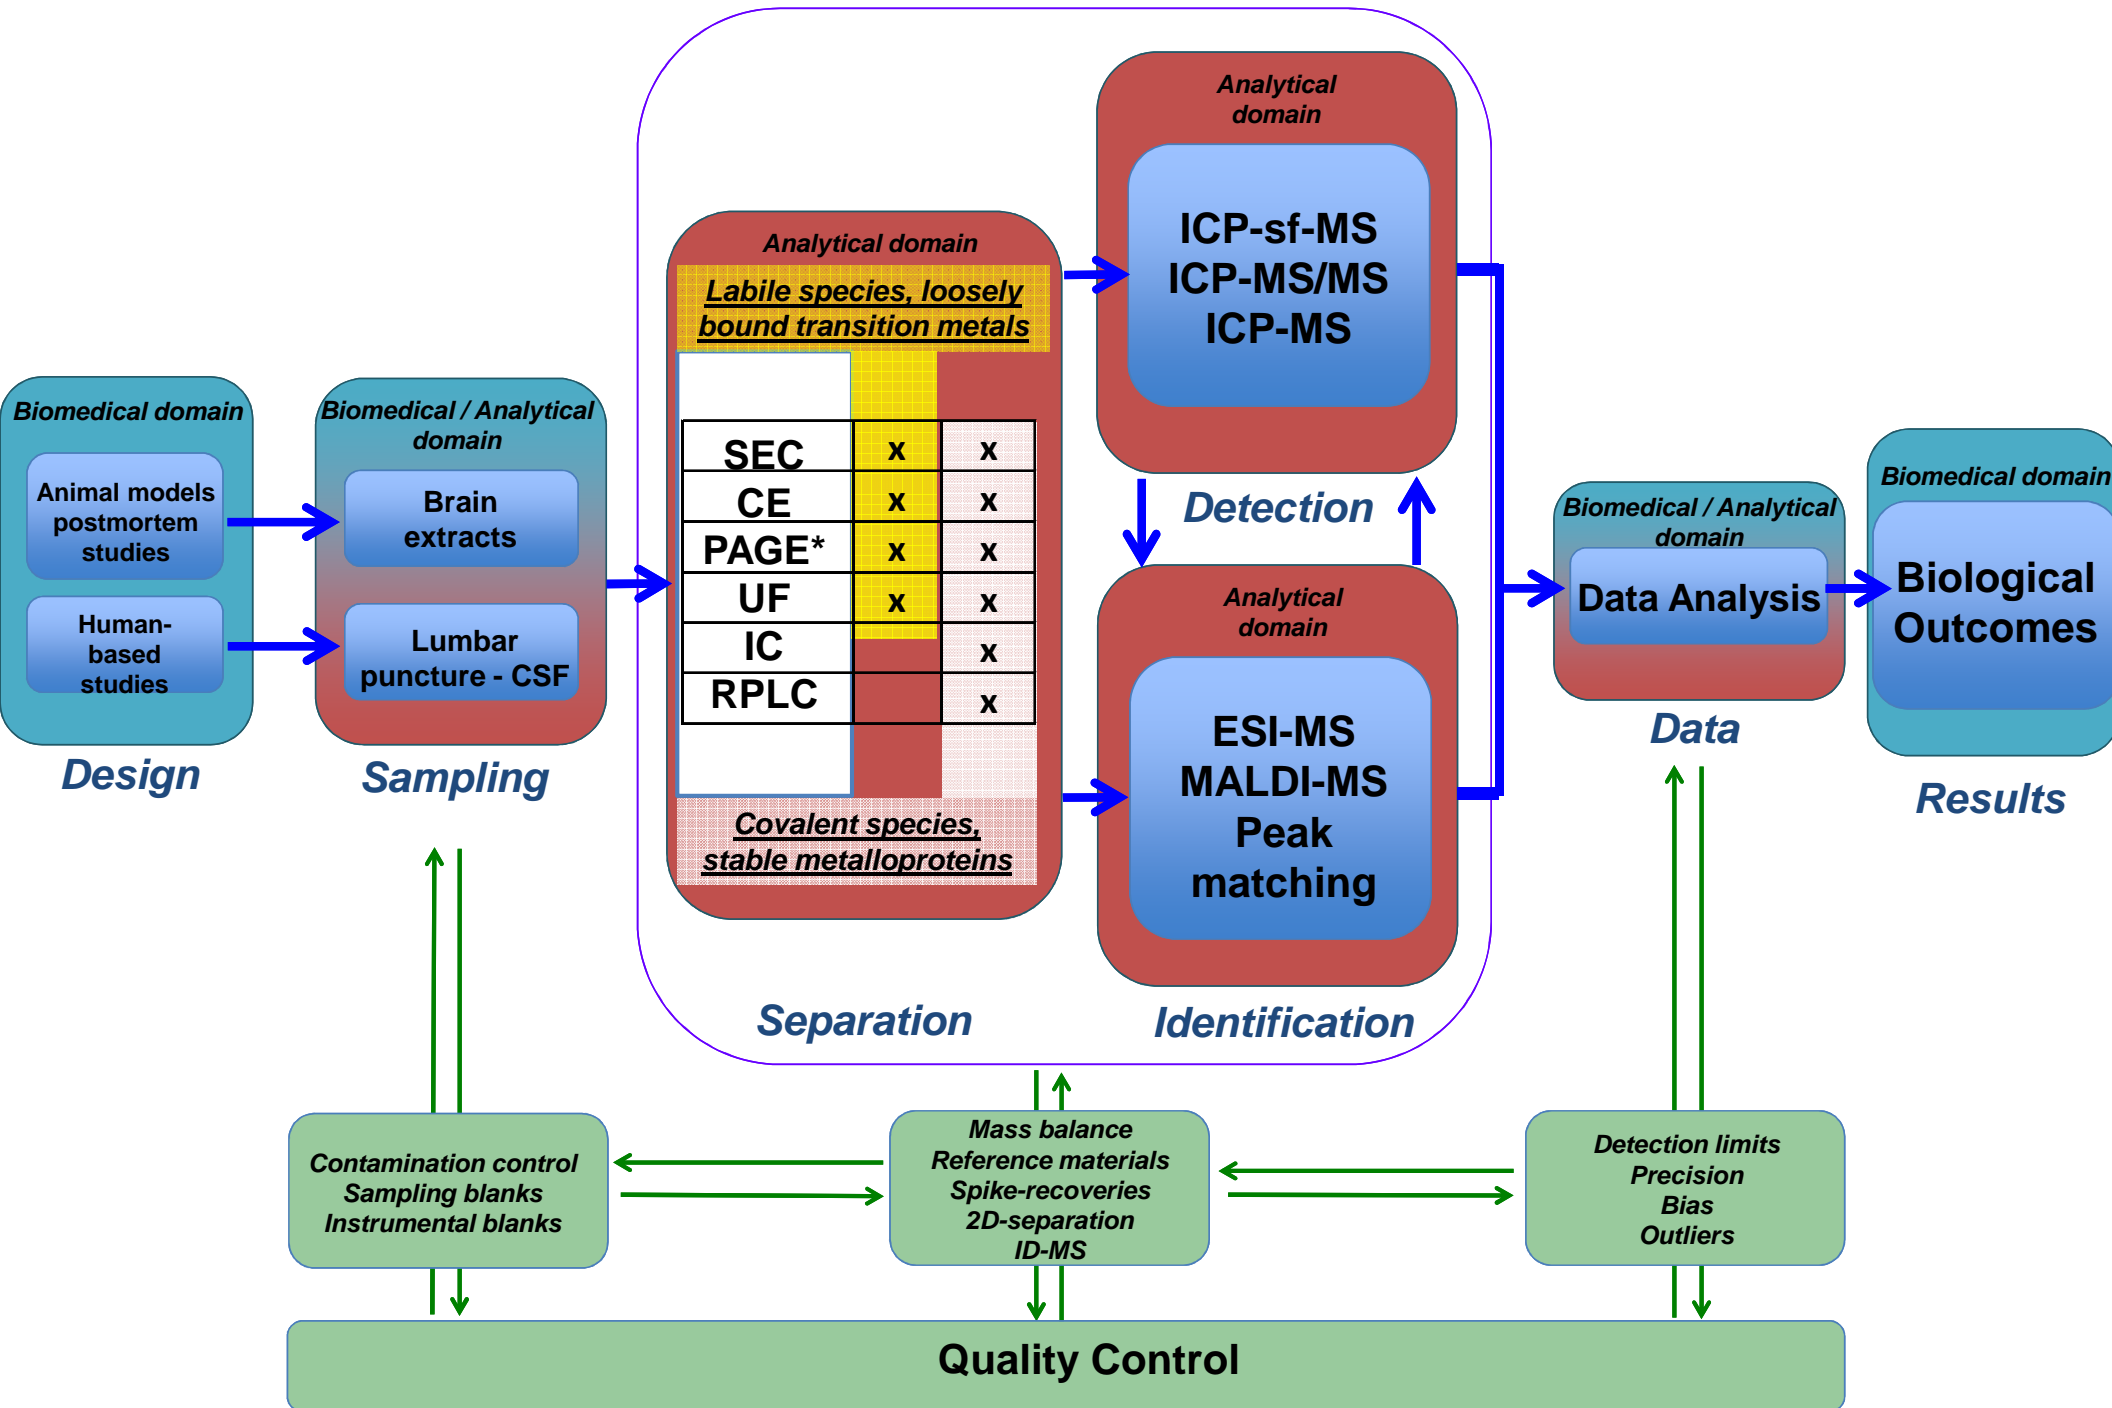 Biomedical domain
Animal models
postmortem
studies
Human-
based
studies
Design
Biomedical / Analytical
domain
Brain
extracts
Lumbar
puncture - CSF
Sampling
Analytical domain
Labile species, loosely
bound transition metals
SEC x x
CE x x
PAGE* x x
UF x x
IC x
RPLC x
Covalent species,
stable metalloproteins
Separation
Analytical
domain
ICP-sf-MS
ICP-MS/MS
ICP-MS
Detection
Analytical
domain
ESI-MS
MALDI-MS
Peak
matching
Identification
Biomedical / Analytical
domain
Data Analysis
Data
Biomedical domain
Biological
Outcomes
Results
Contamination control
Sampling blanks
Instrumental blanks
Mass balance
Reference materials
Spike-recoveries
2D-separation
ID-MS
Detection limits
Precision
Bias
Outliers
Quality Control